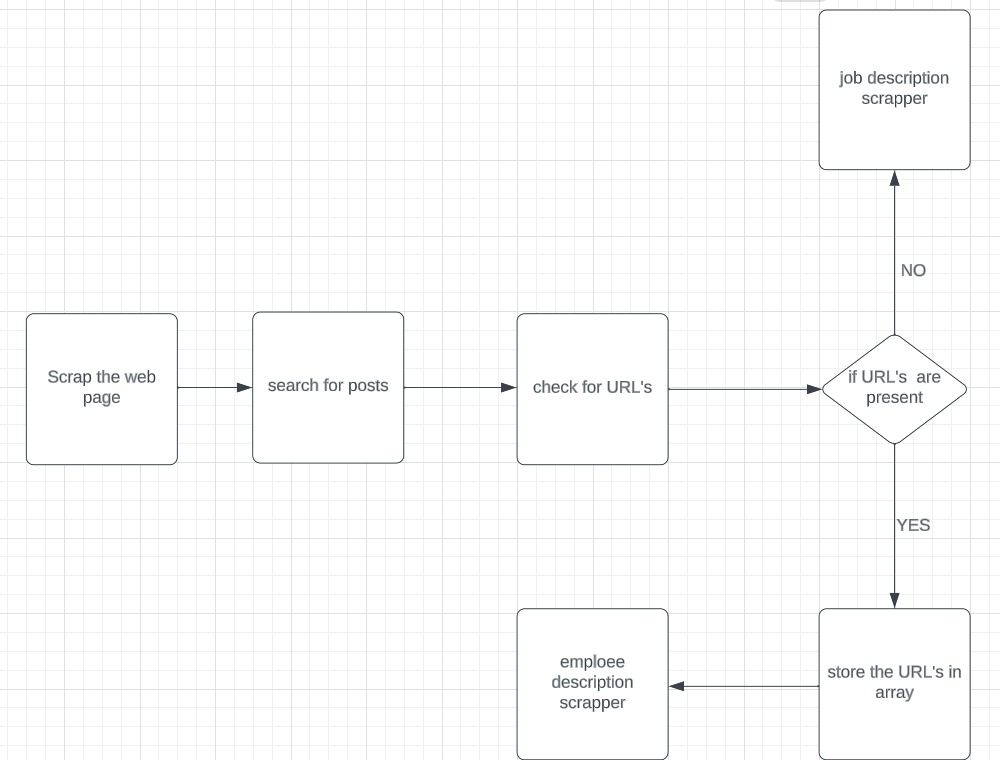 job description
scrapper
NO
Scrap the web
page
search for posts
check for URL's
if URL's  are
present
YES
emploee
description
scrapper
store the URL's in
array